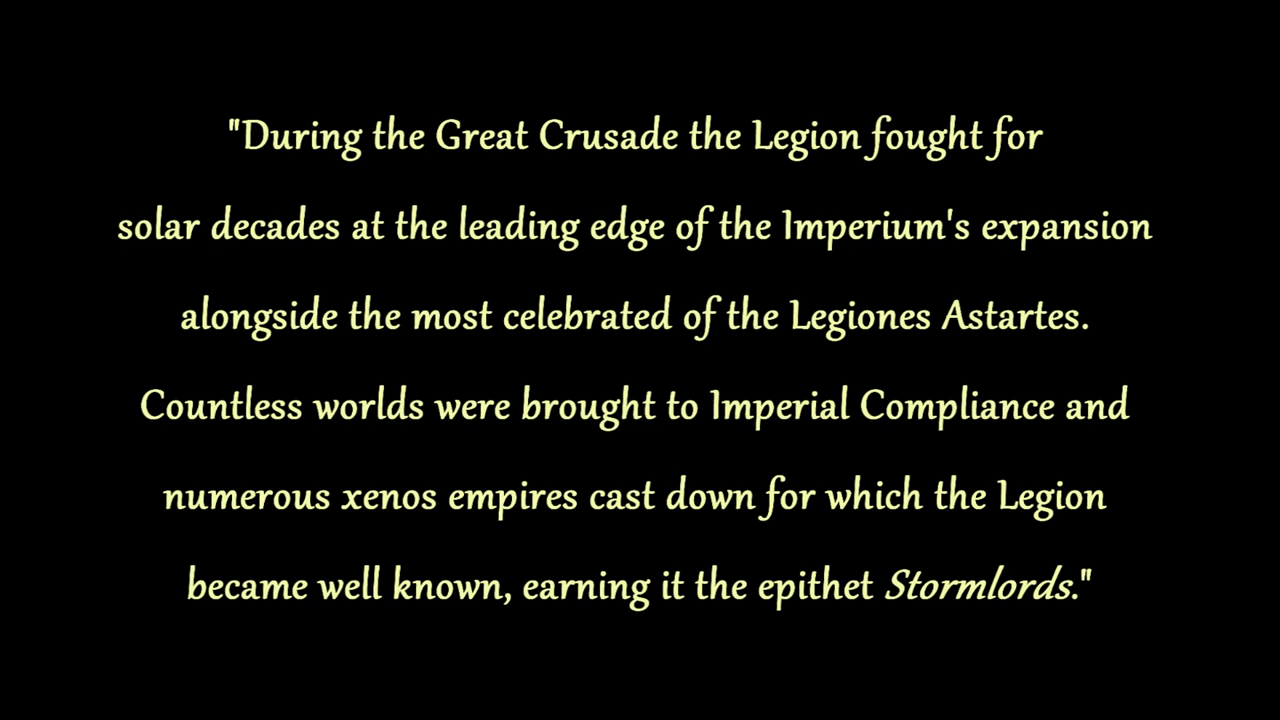 "During the Great Crusade the Legion fought for
solar decades at the leading edge of the Imperium's expansion
alongside the most celebrated of the Legiones Astartes.
Countless worlds were brought to Imperial Compliance and
numerous xenos empires cast down for which the Legion
became well known, earning it the epithet Stormlords."